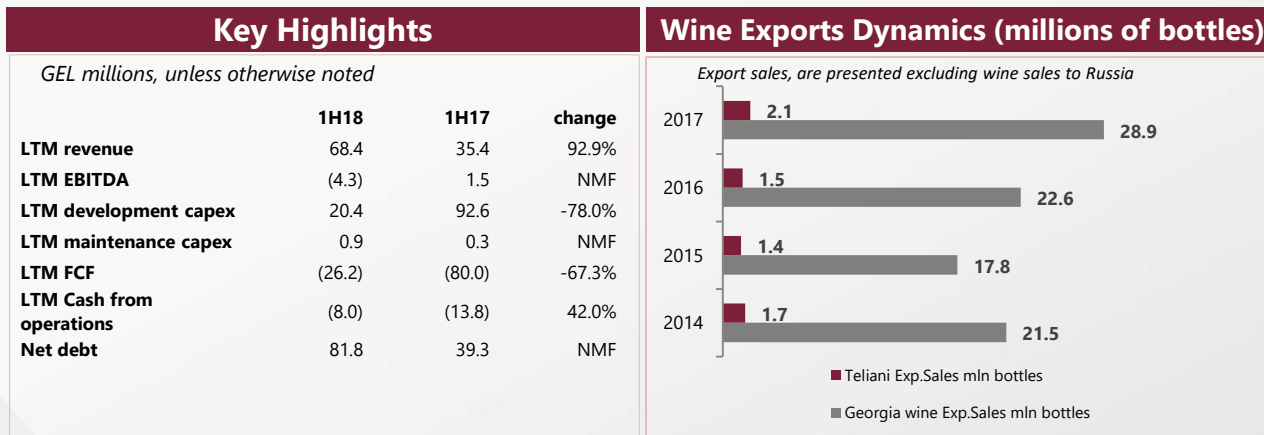 Key Highlights
GEL millions, unless otherwise noted
1H18 1H17 change
LTM revenue 68.4 35.4 92.9%
LTM EBITDA (4.3) 1.5 NMF
LTM development capex 20.4 92.6 -78.0%
LTM maintenance capex 0.9 0.3 NMF
LTM FCF (26.2) (80.0) -67.3%
LTM Cash from
operations (8.0) (13.8) 42.0%
Net debt 81.8 39.3 NMF
Wine Exports Dynamics (millions of bottles)
Export sales, are presented excluding wine sales to Russia
2017 2.1
28.9
2016 1.5
22.6
2015 1.4
17.8
2014 1.7
21.5
Teliani Exp.Sales mln bottles
Georgia wine Exp.Sales mln bottles